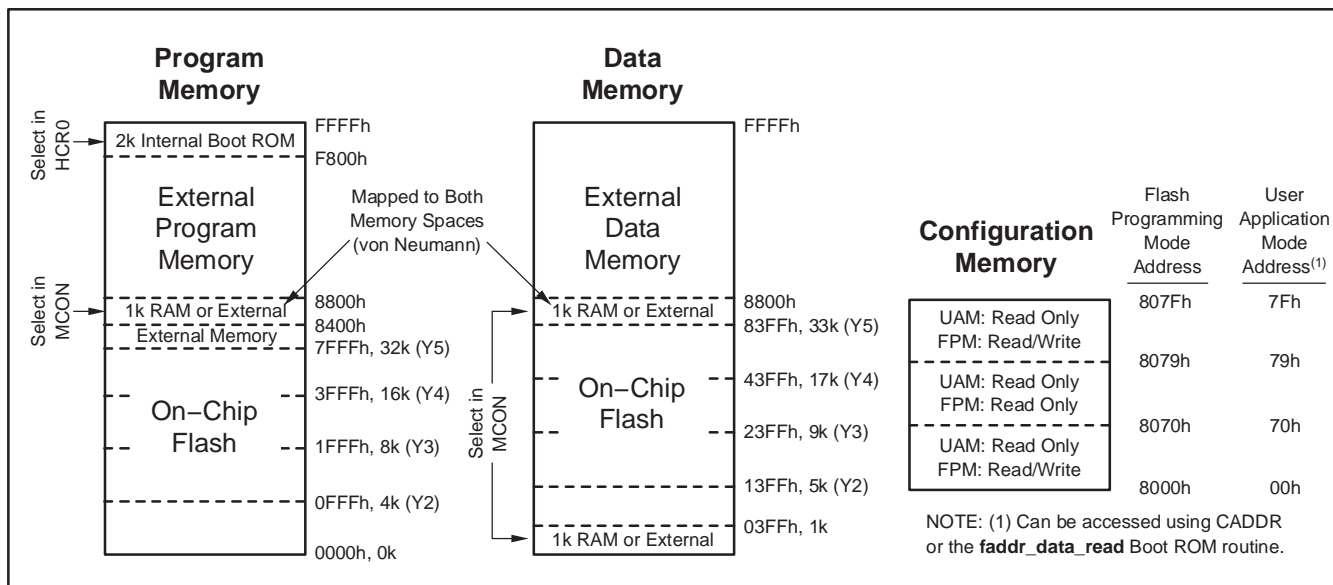 Program
Memory
Select in
HCR0
2k Internal Boot ROM
FFFFh
F800h
External
Program
Memory
Mapped to Both
Memory Spaces
(von Neumann)
Select in
MCON
1k RAM or External
8800h
8400h
External Memory
7FFFh, 32k (Y5)
3FFFh, 16k (Y4)
On−Chip
Flash
1FFFh, 8k (Y3)
0FFFh, 4k (Y2)
0000h, 0k
Data
Memory
FFFFh
External
Data
Memory
8800h
1k RAM or External
83FFh, 33k (Y5)
Select in
MCON
43FFh, 17k (Y4)
On−Chip
Flash
23FFh, 9k (Y3)
13FFh, 5k (Y2)
03FFh, 1k
1k RAM or External
Configuration
Memory
Flash
Programming
Mode
Address
User
Application
Mode
Address(1)
807Fh 7Fh
UAM: Read Only
FPM: Read/Write
8079h 79h
UAM: Read Only
FPM: Read Only
8070h 70h
UAM: Read Only
FPM: Read/Write
8000h 00h
NOTE: (1) Can be accessed using CADDR
or the faddr_data_read Boot ROM routine.